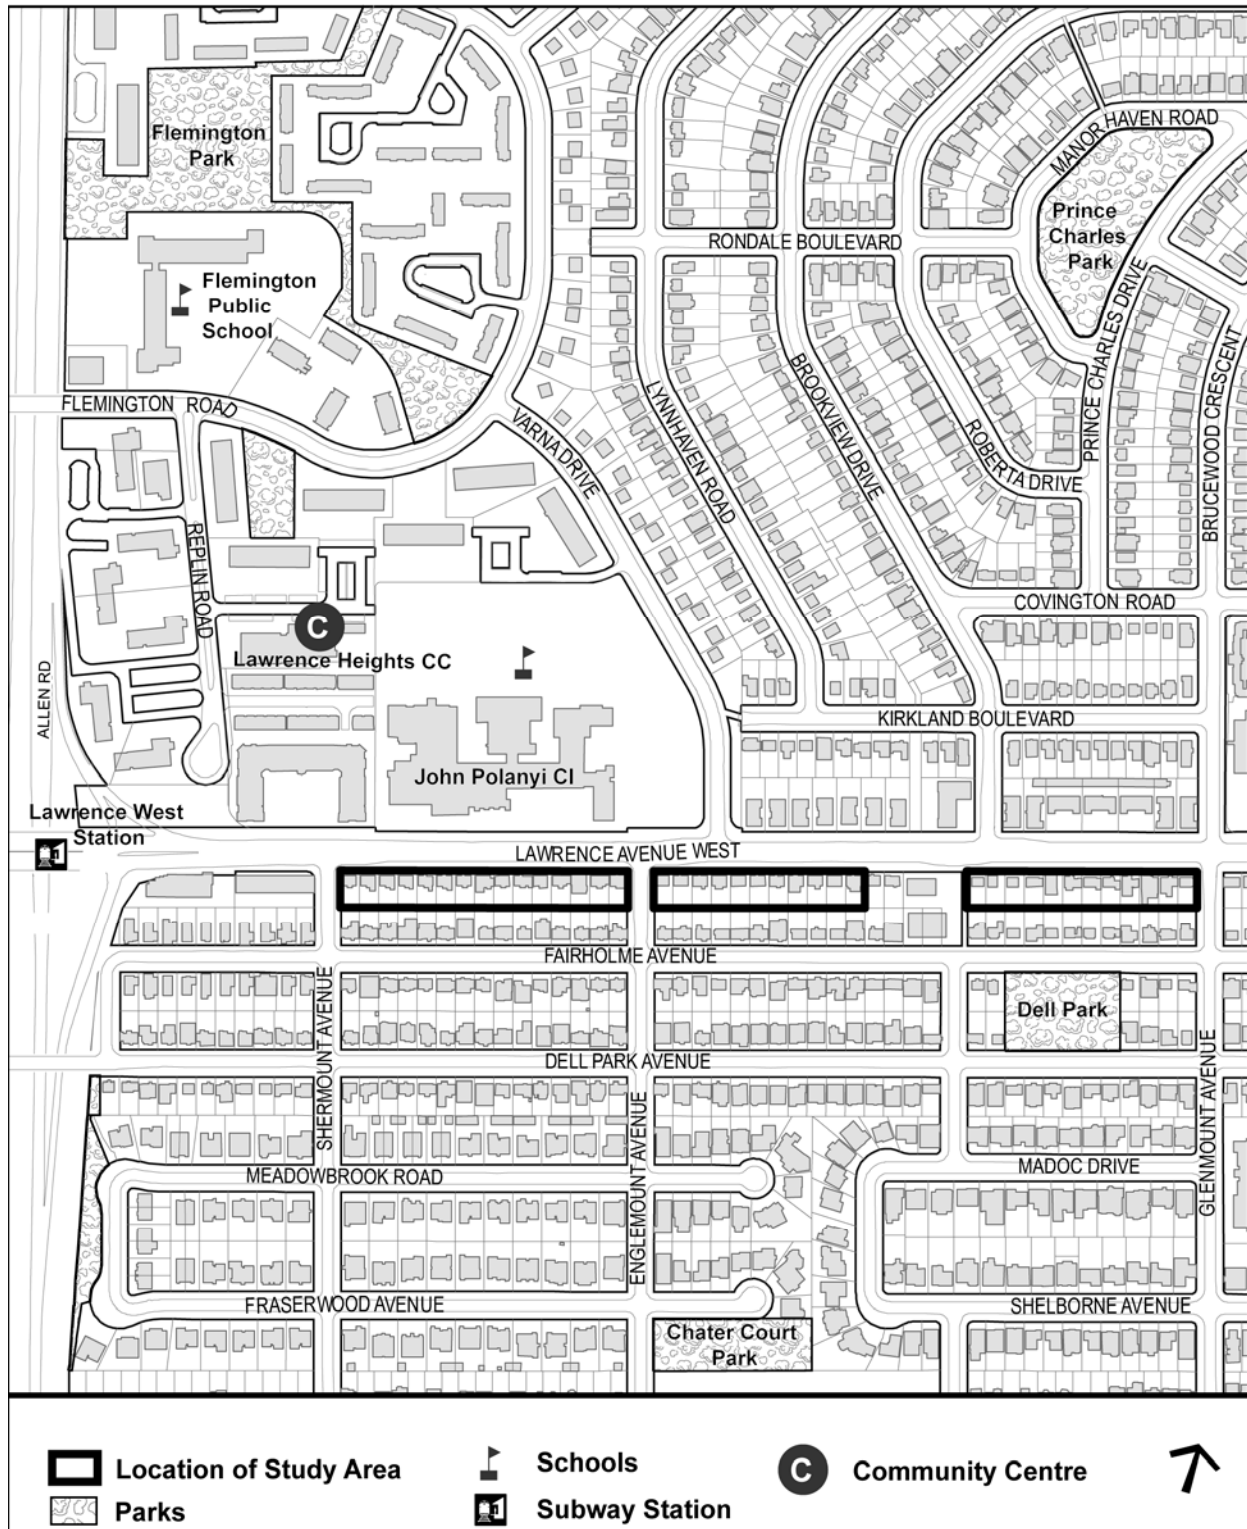 Flemington
Park
MANOR HAVEN ROAD
Prince
Charles
Park
RONDALE BOULEVARD
Flemington
Public
School
PRINCE CHARLES DRIVE
BRUCEWOOD CRESCENT
FLEMINGTON ROAD
VARNA DRIVE
LYNNHAVEN ROAD
BROOKVIEW DRIVE
ROBERTA DRIVE
REPLIN ROAD
COVINGTON ROAD
C
Lawrence Heights CC
ALLEN RD
KIRKLAND BOULEVARD
John Polanyi CI
Lawrence West
Station
LAWRENCE AVENUE WEST
FAIRHOLME AVENUE
SHERMOUNT AVENUE
Dell Park
DELL PARK AVENUE
ENGLEMOUNT AVENUE
GLENMOUNT AVENUE
MEADOWBROOK ROAD
MADOC DRIVE
FRASERWOOD AVENUE
SHELBORNE AVENUE
Chater Court
Park
Location of Study Area
Schools
C
Community Centre
Parks
Subway Station